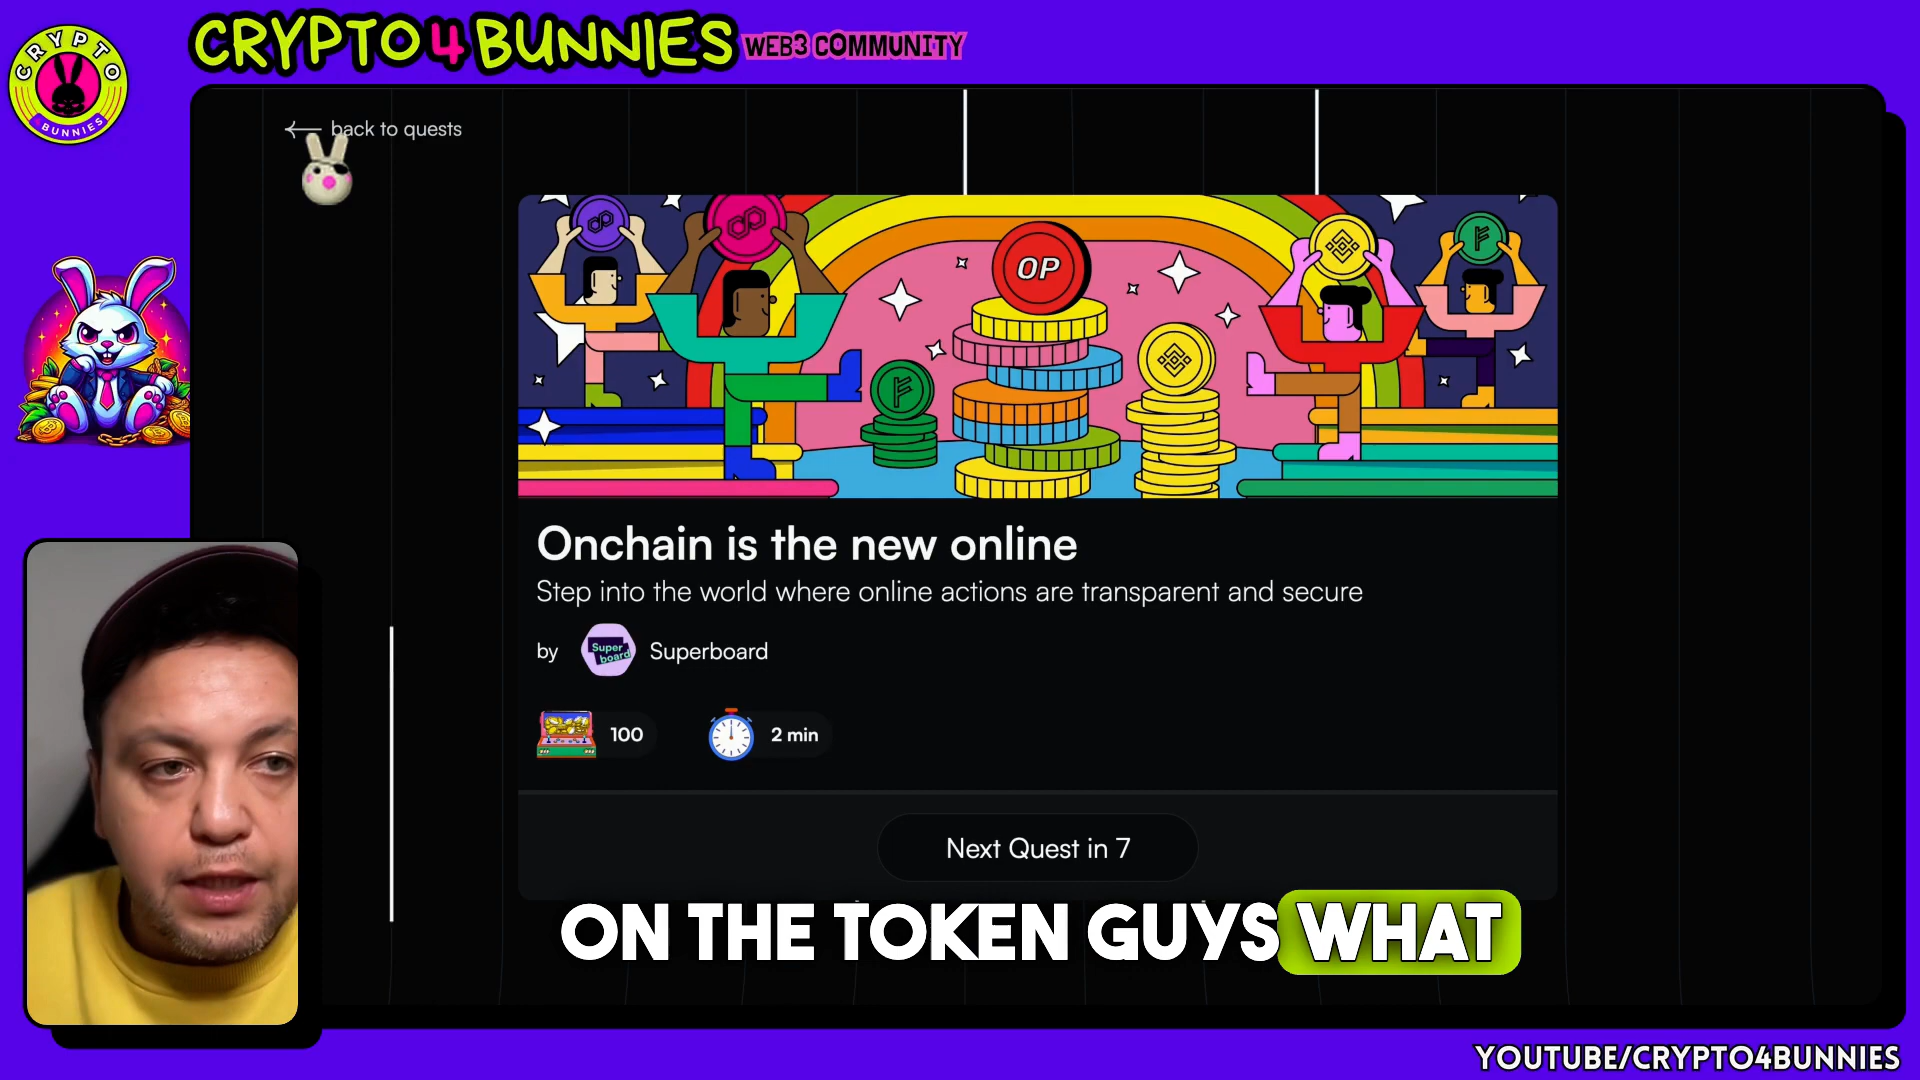 CRYPTO
BUNNIES
CRYPTO4BUNNIES WEB3 COMMUNITY
back to quests
OP
Onchain is the new online
Step into the world where online actions are transparent and secure
by Super board Superboard
100 2 min
Next Quest in 7
ON THE TOKEN GUYS WHAT
YOUTUBE/CRYPTO4BUNNIES